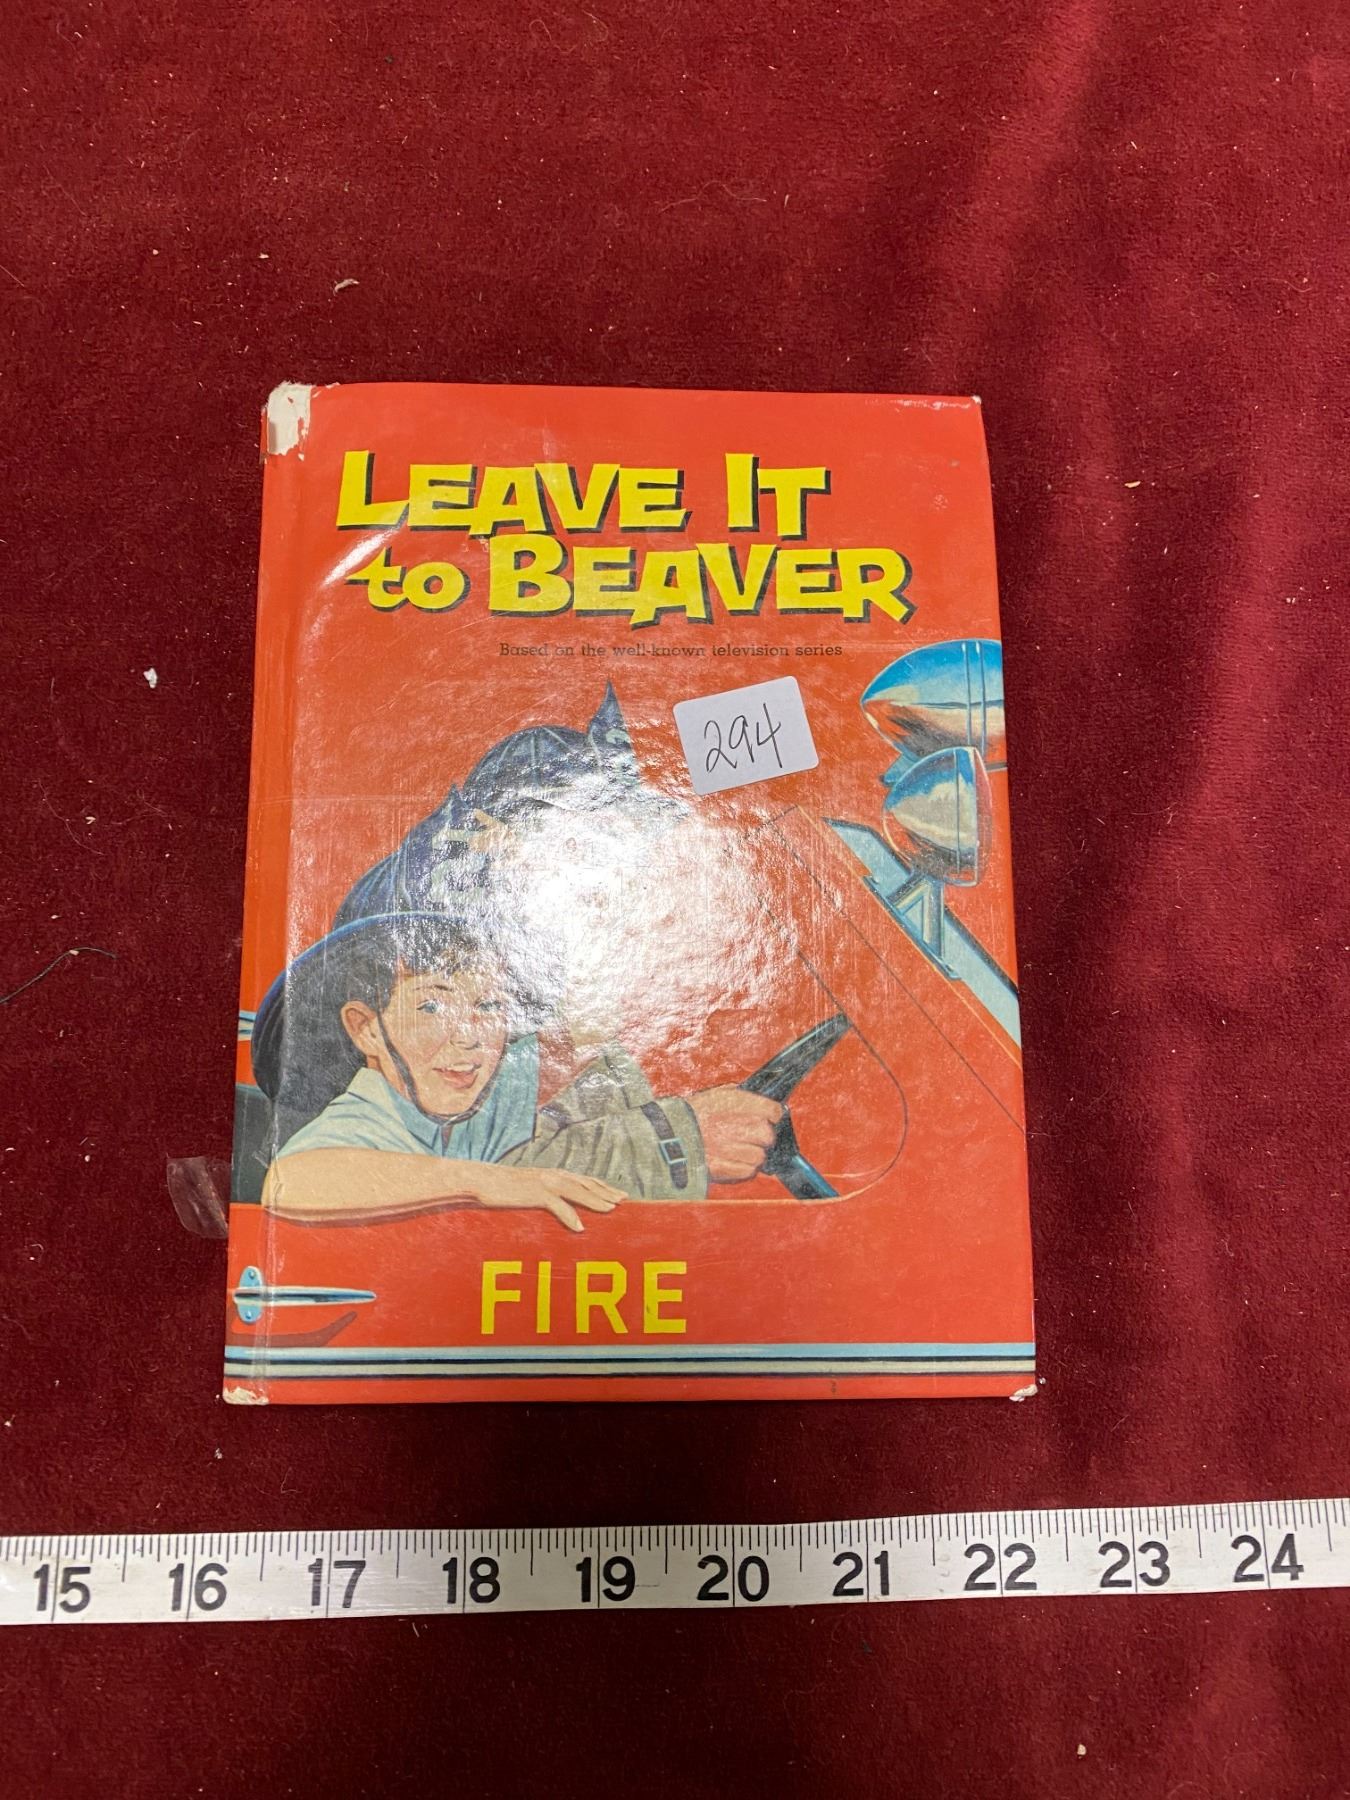 LEAVE IT
to BEAVER
Based on the well-known television series
294
FIRE
15 16 17 18 19 20 21 22 23 24